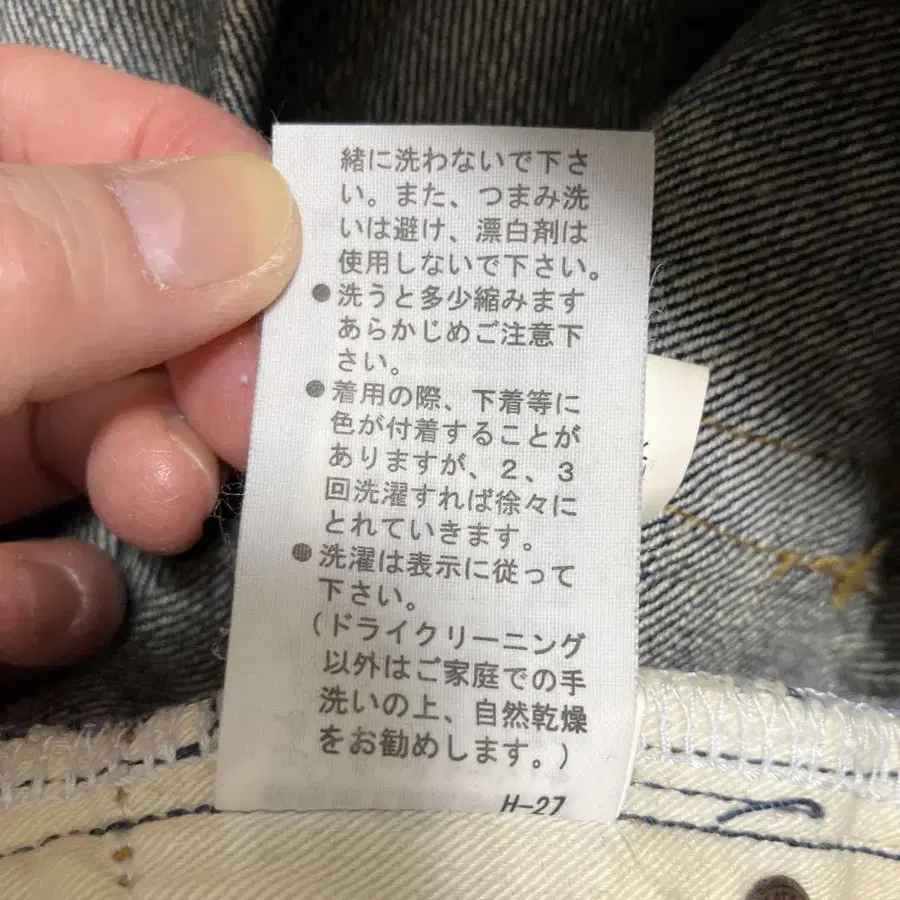 緒に洗わないで下さ
い。また、つまみ洗
いは避け、漂白剤は
使用しないで下さい。
●洗うと多少縮みます
あらかじめご注意下
さい。
●着用の際、下着等に
色が付着することが
ありますが、2、3
回洗濯すれば徐々に
とれていきます。
●洗濯は表示に従って
下さい。
(ドライクリーニング
以外はご家庭での手
洗いの上、自然乾燥
をお勧めします。)
H-27